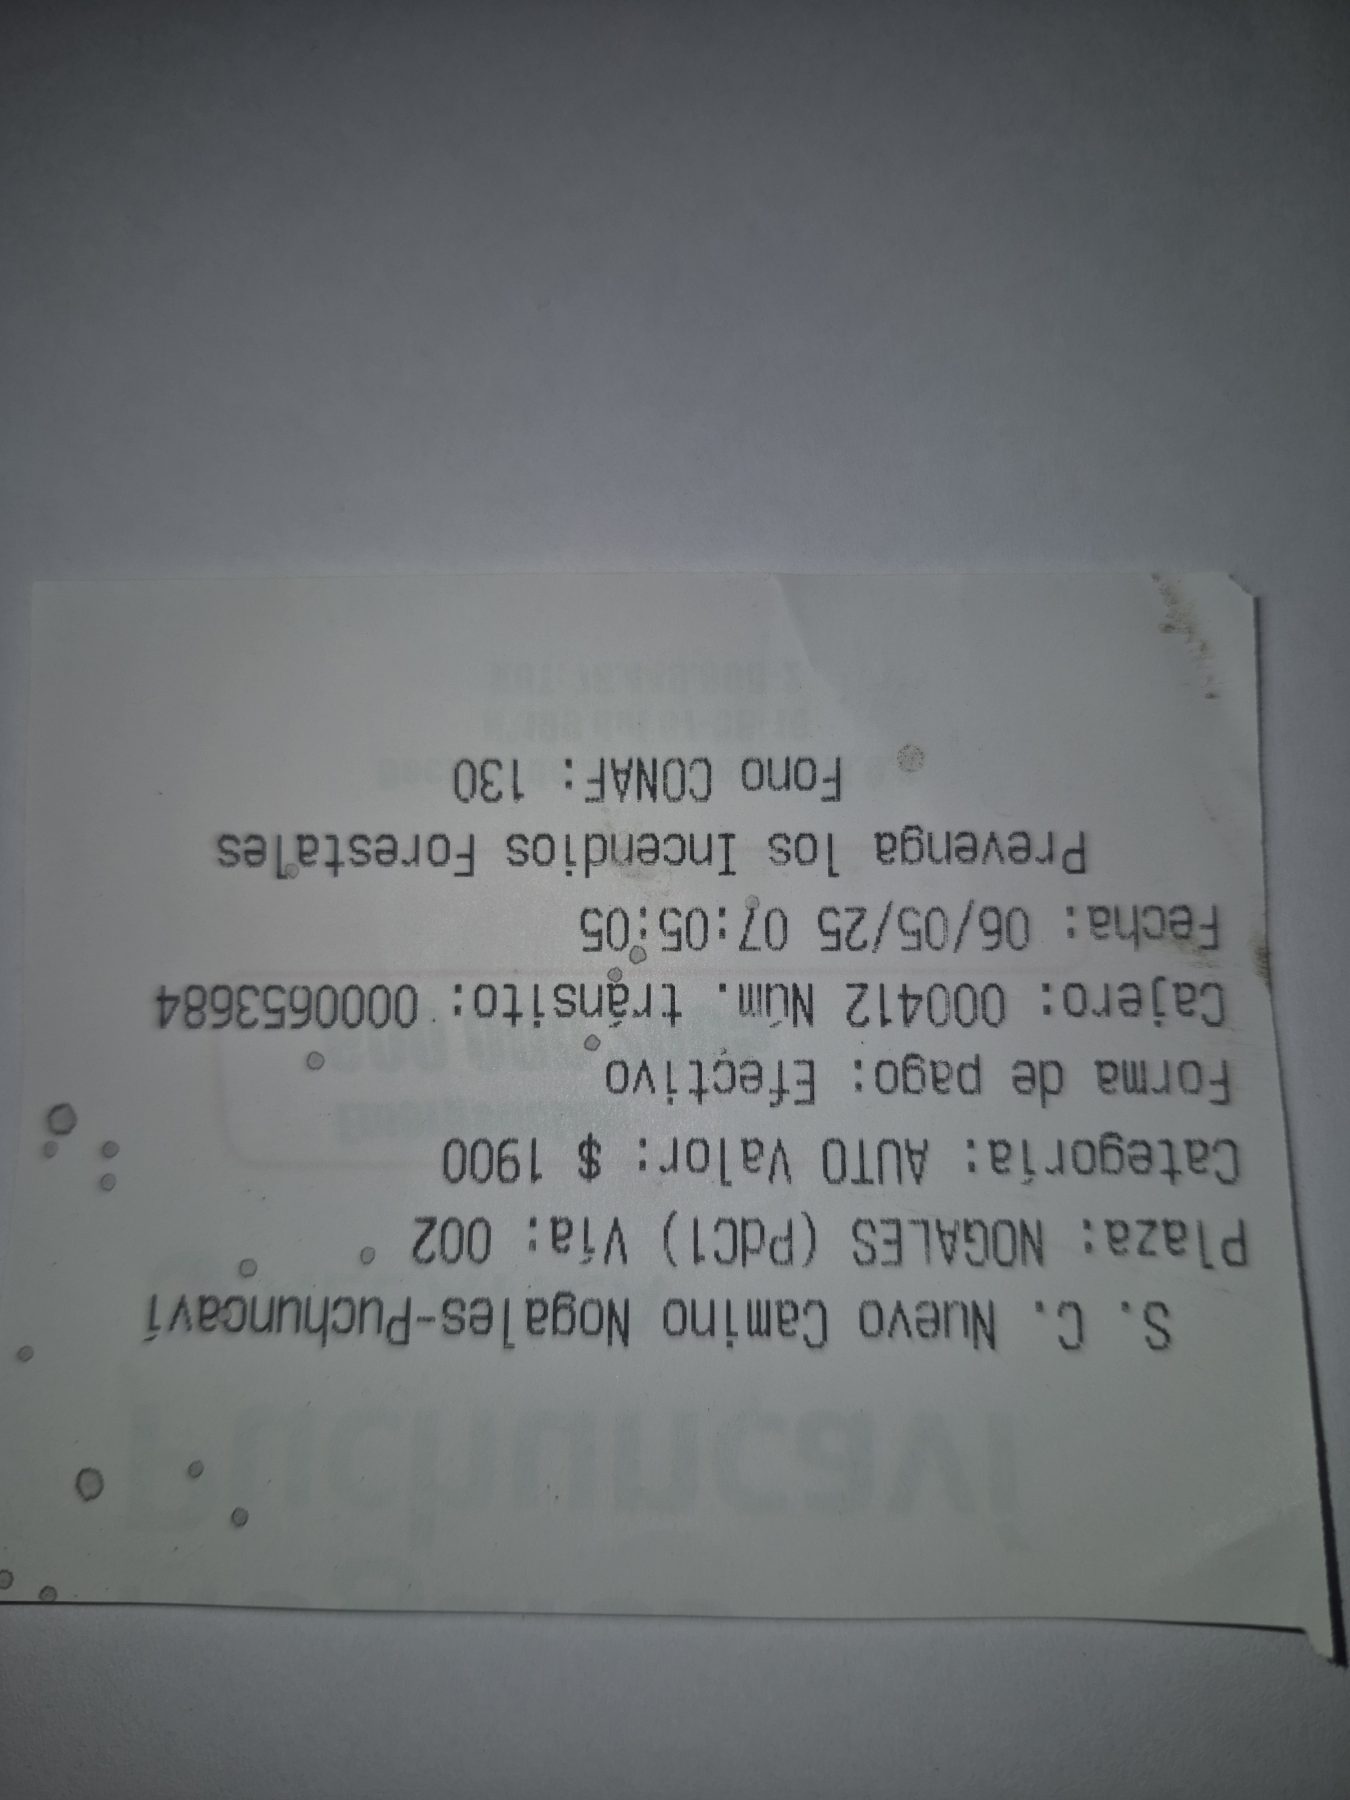 S. C. Nuevo Camino Nogales-Puchuncaví
Plaza: NOGALES (PdC1) Vía: 002
Categoría: AUTO Valor: $ 1900
Forma de pago: Efectivo
Cajero: 000412 Núm. tránsito: 0000653684
Fecha: 06/05/25 07:05:05
Prevenga los Incendios Forestales
Fono CONAF: 130